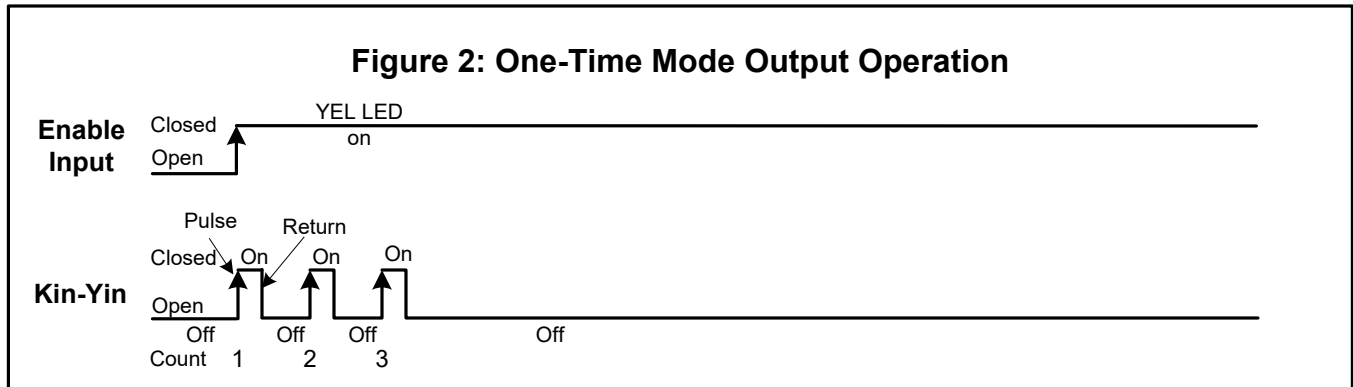 Figure 2: One-Time Mode Output Operation
YEL LED
Enable Closed
on
Input Open
Pulse Return
Closed On On On
Kin-Yin
Open
Off Off Off Off
Count 1 2 3